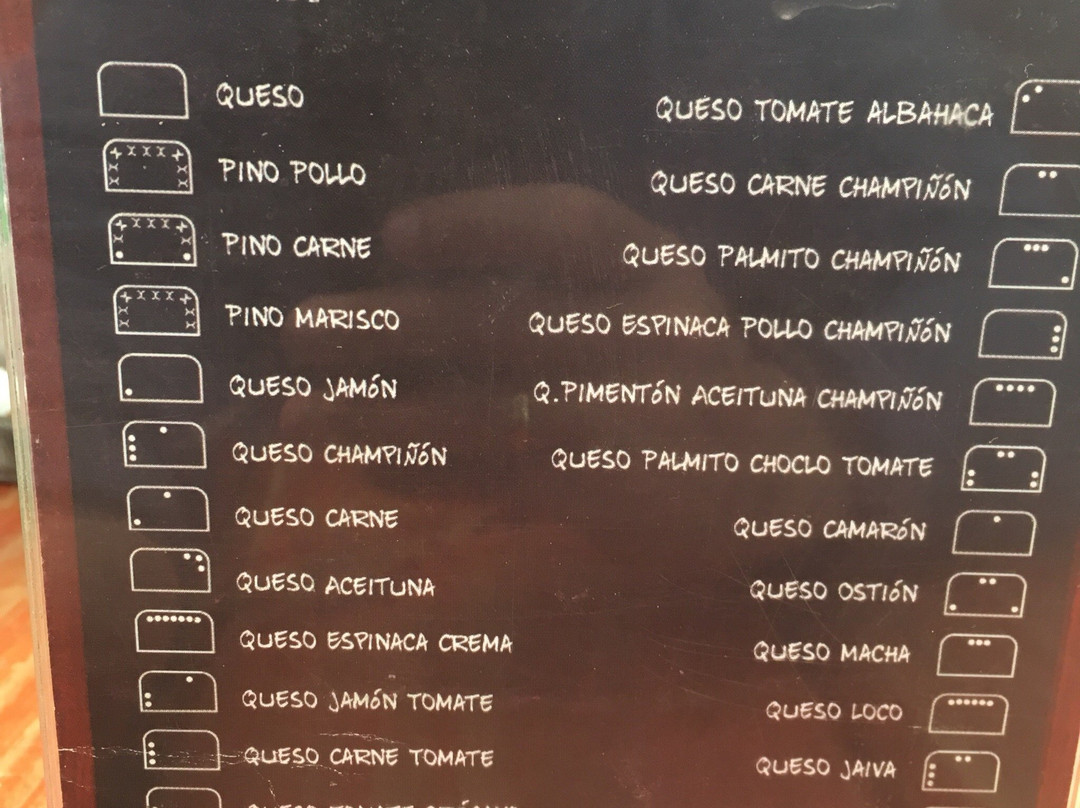 QUESO
PINO POLLO
PINO CARNE
PINO MARISCO
QUESO JAMÓN
QUESO CHAMPIÑÓN
QUESO CARNE
QUESO ACEITUNA
QUESO ESPINACA CREMA
QUESO JAMÓN TOMATE
QUESO CARNE TOMATE
QUESO TOMATE
QUESO TOMATE ALBAHACA
QUESO CARNE CHAMPIÑÓN
QUESO PALMITO CHAMPIÑÓN
QUESO ESPINACA POLLO CHAMPIÑÓN
Q.PIMENTÓN ACEITUNA CHAMPIÑÓN
QUESO PALMITO CHOCLO TOMATE
QUESO CAMARÓN
QUESO OSTIÓN
QUESO MACHA
QUESO LOCO
QUESO JAIVA